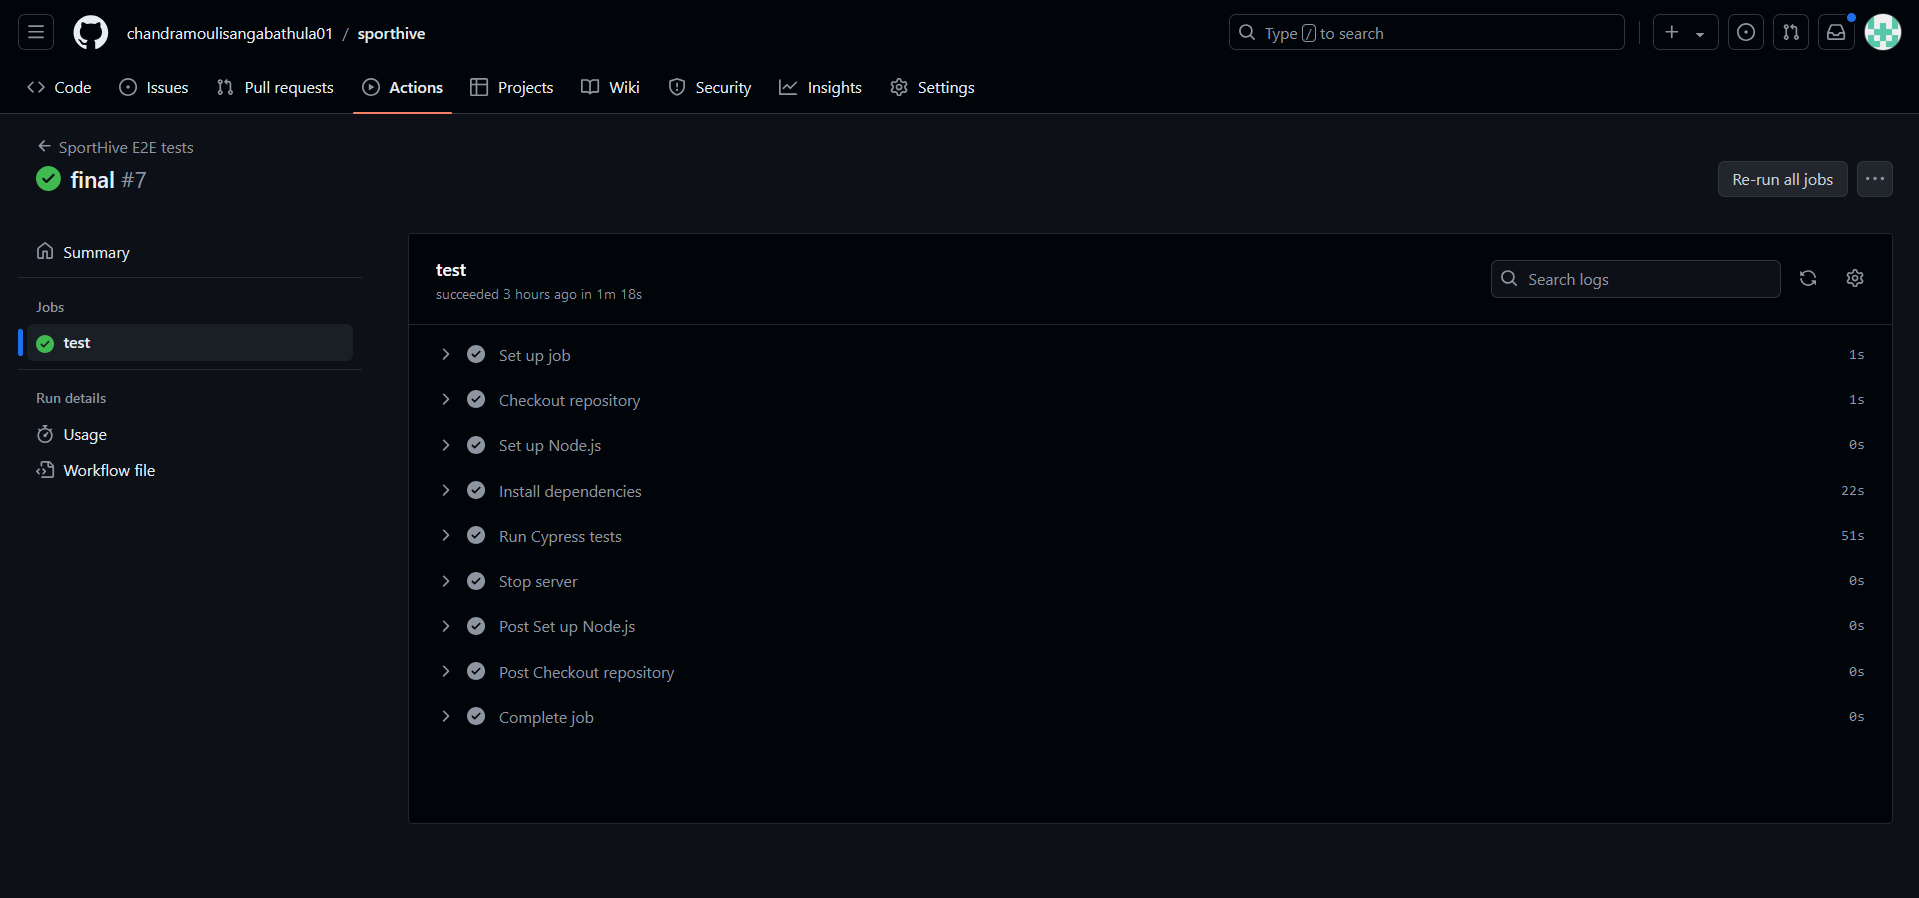 chandramoulisangabathula01 / sporthive
Type / to search
Code Issues Pull requests Actions Projects Wiki Security Insights Settings
SportHive E2E tests
final #7
Re-run all jobs
Summary
Jobs
test
Run details
Usage
Workflow file
test
succeeded 3 hours ago in 1m 18s
Search logs
Set up job 1s
Checkout repository 1s
Set up Node.js 0s
Install dependencies 22s
Run Cypress tests 51s
Stop server 0s
Post Set up Node.js 0s
Post Checkout repository 0s
Complete job 0s